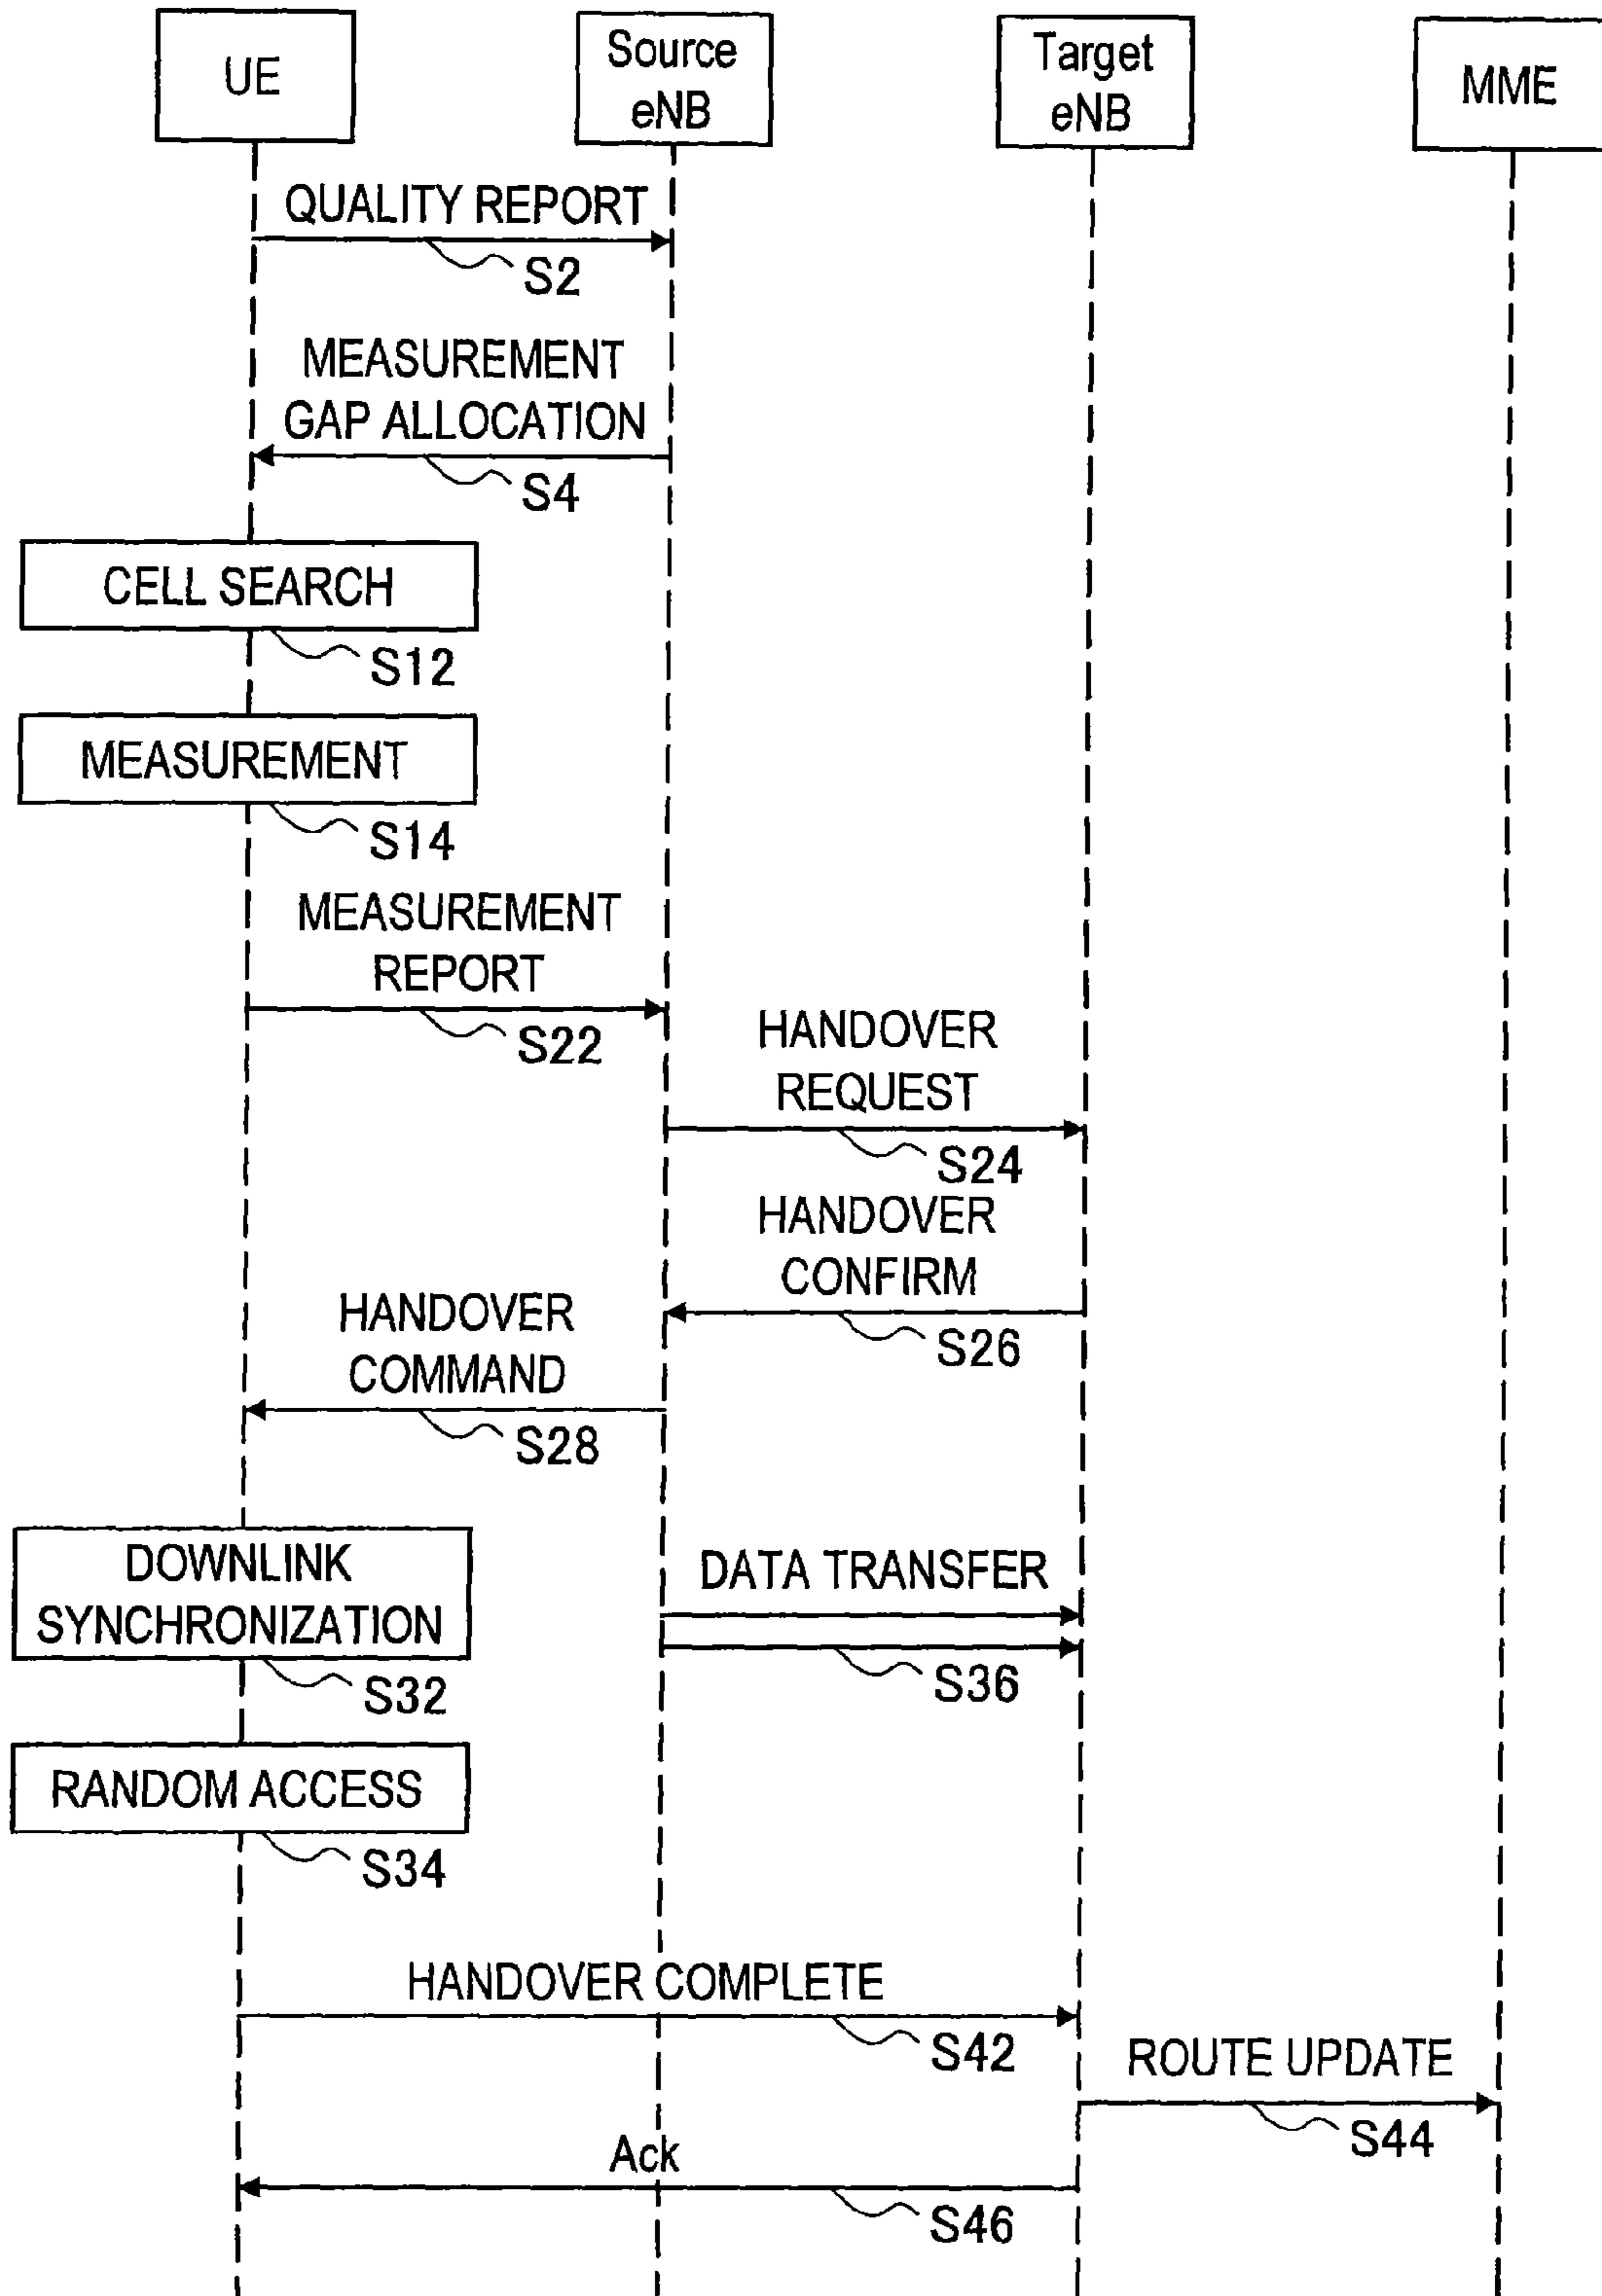 UE
Source
eNB
Target
eNB
MME
QUALITY REPORT
S2
MEASUREMENT
GAP ALLOCATION
S4
CELL SEARCH
S12
MEASUREMENT
S14
MEASUREMENT
REPORT
S22
HANDOVER
REQUEST
S24
HANDOVER
CONFIRM
S26
HANDOVER
COMMAND
S28
DOWNLINK
SYNCHRONIZATION
S32
DATA TRANSFER
S36
RANDOM ACCESS
S34
HANDOVER COMPLETE
S42
ROUTE UPDATE
S44
Ack
S46